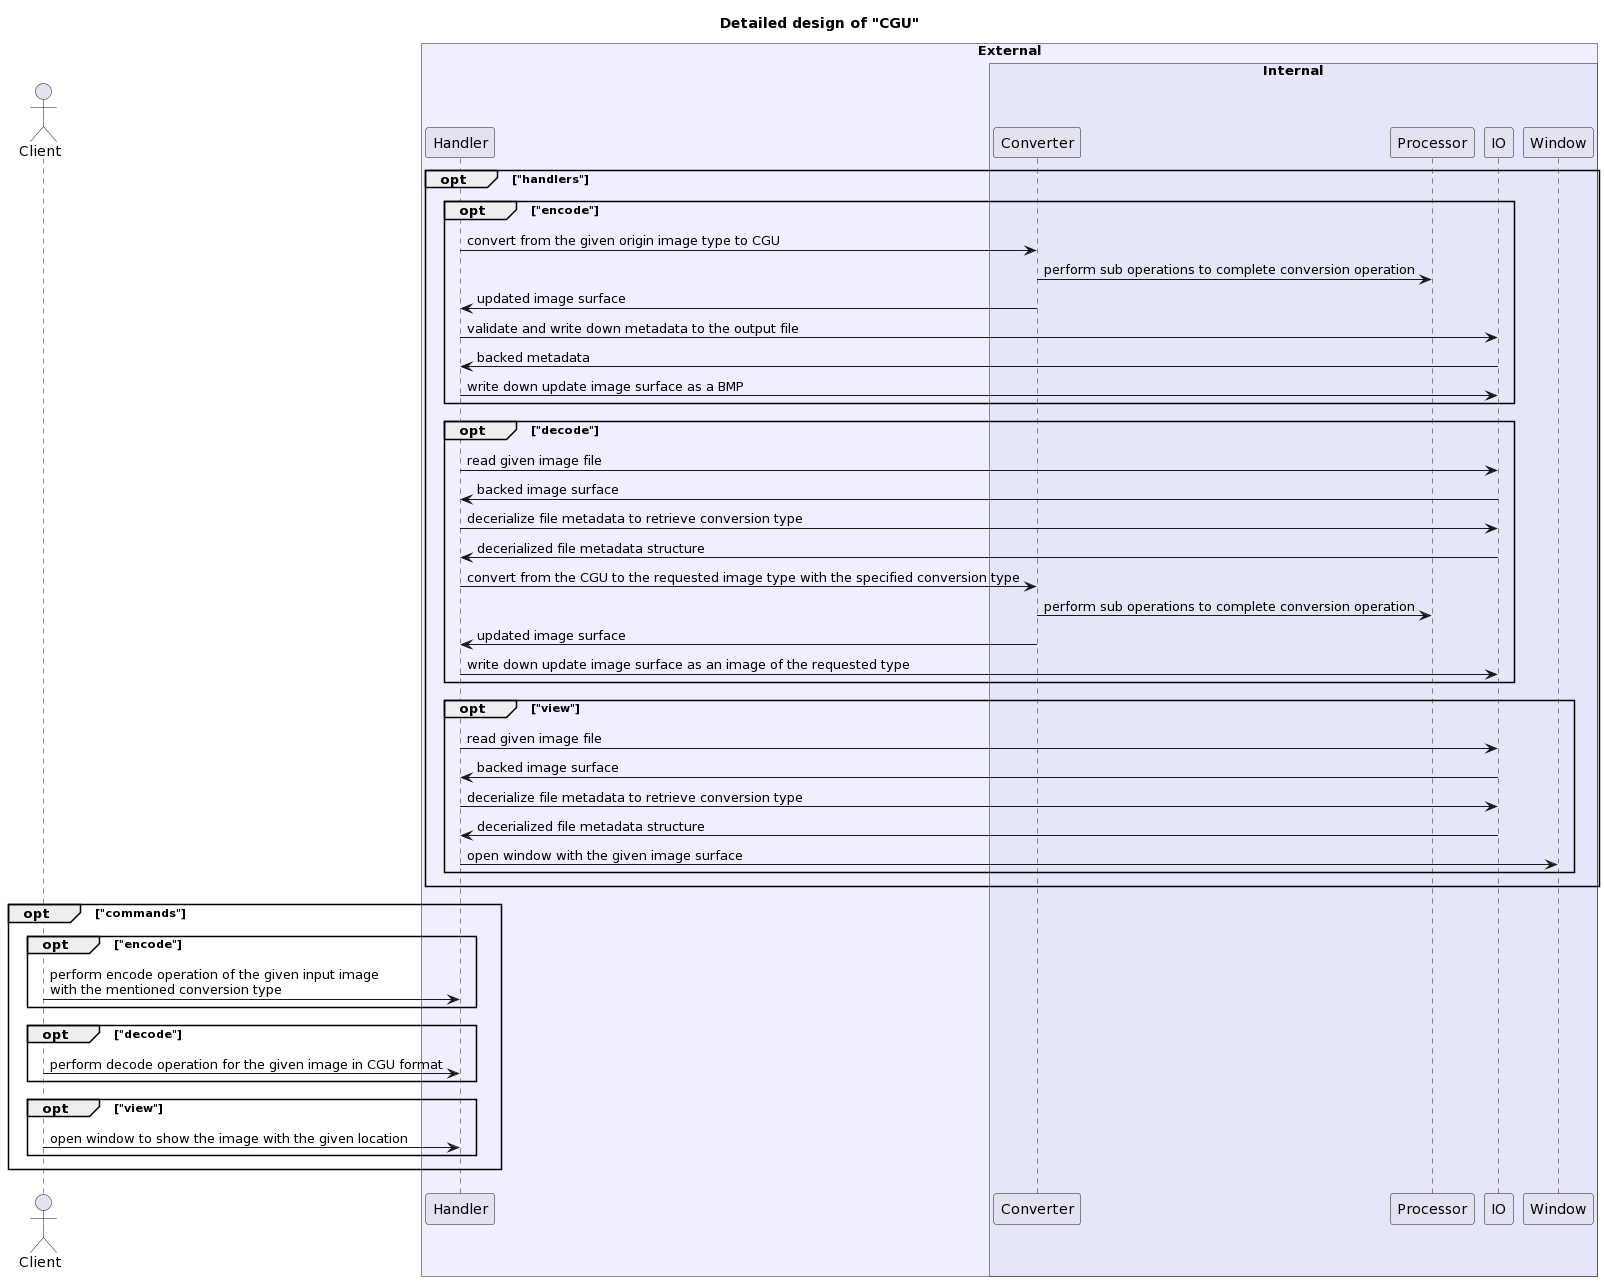 Detailed design of "CGU"
External
Internal
Client
Handler
Converter
Processor
IO
Window
opt ["handlers"]
opt ["encode"]
convert from the given origin image type to CGU
perform sub operations to complete conversion operation
updated image surface
validate and write down metadata to the output file
backed metadata
write down update image surface as a BMP
opt ["decode"]
read given image file
backed image surface
decerialize file metadata to retrieve conversion type
decerialized file metadata structure
convert from the CGU to the requested image type with the specified conversion type
perform sub operations to complete conversion operation
updated image surface
write down update image surface as an image of the requested type
opt ["view"]
read given image file
backed image surface
decerialize file metadata to retrieve conversion type
decerialized file metadata structure
open window with the given image surface
opt ["commands"]
opt ["encode"]
perform encode operation of the given input image
with the mentioned conversion type
opt ["decode"]
perform decode operation for the given image in CGU format
opt ["view"]
open window to show the image with the given location
Client
Handler
Converter
Processor
IO
Window